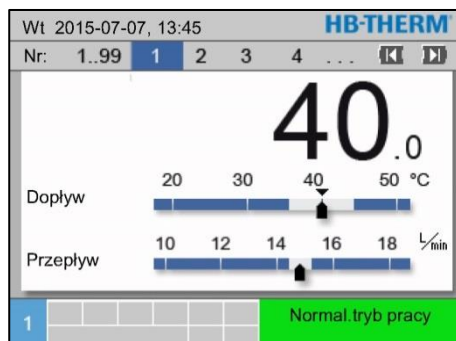 Wt 2015-07-07, 13:45 HB-THERM
Nr: 1..99 1 2 3 4 ...
40.0
20 30 40 50 °C
Dopływ
10 12 14 16 18 L/min
Przepływ
1 Normal.tryb pracy